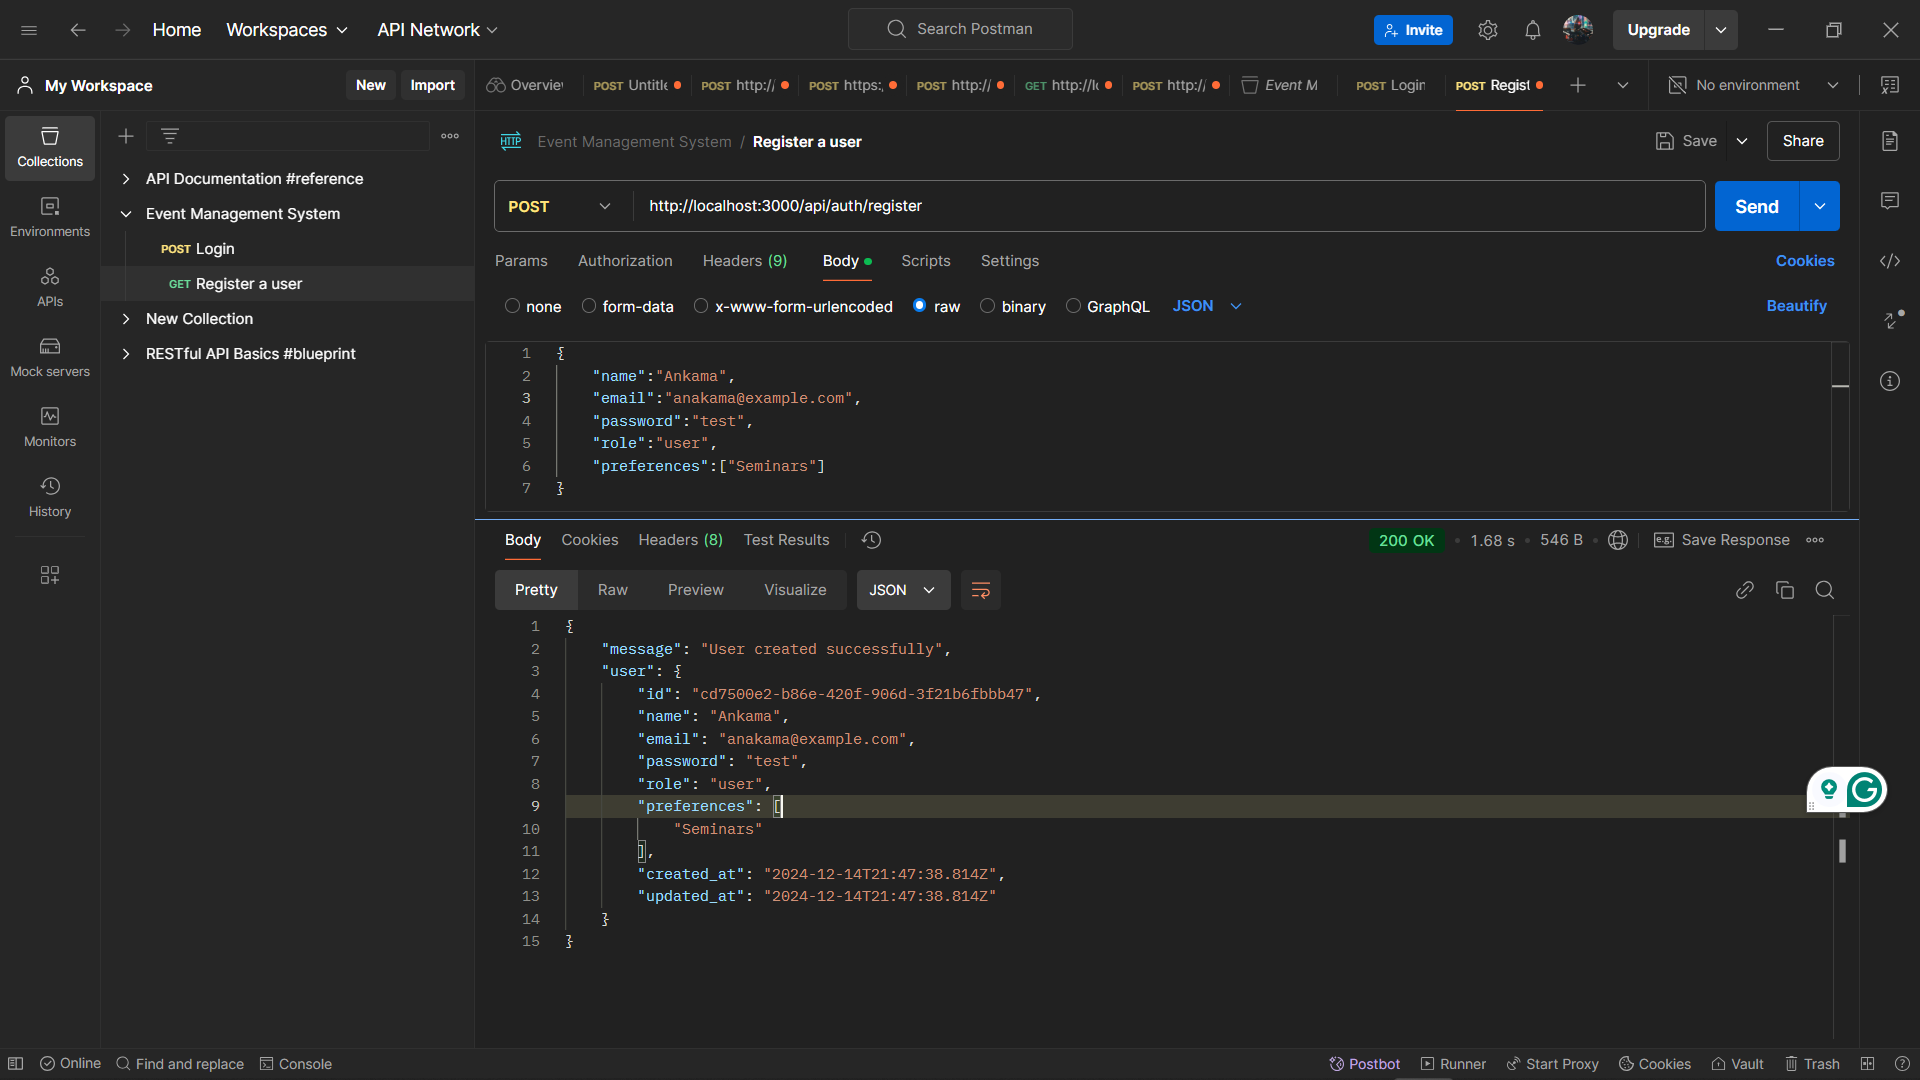 Home Workspaces API Network Search Postman Invite Upgrade
My Workspace New Import Overvie POST Untitle POST http:// POST https:, POST http:// GET http://l POST http:// Event M POST Login POST Regist No environment
Collections
Environments
APIs
Mock servers
Monitors
History
API Documentation #reference
Event Management System
POST Login
GET Register a user
New Collection
RESTful API Basics #blueprint
HTTP Event Management System / Register a user Save Share
POST http://localhost:3000/api/auth/register Send
Params Authorization Headers (9) Body Scripts Settings Cookies
none form-data x-www-form-urlencoded raw binary GraphQL JSON Beautify
1 {
2 "name":"Ankama",
3 "email":"anakama@example.com",
4 "password":"test",
5 "role":"user",
6 "preferences":["Seminars"]
7 }
Body Cookies Headers (8) Test Results 200 OK • 1.68 s • 546 B • e.g. Save Response
Pretty Raw Preview Visualize JSON
1 {
2 "message": "User created successfully",
3 "user": {
4 "id": "cd7500e2-b86e-420f-906d-3f21b6fbbb47",
5 "name": "Ankama",
6 "email": "anakama@example.com",
7 "password": "test",
8 "role": "user",
9 "preferences": [
10 "Seminars"
11 ],
12 "created_at": "2024-12-14T21:47:38.814Z",
13 "updated_at": "2024-12-14T21:47:38.814Z"
14 }
15 }
Online Find and replace Console Postbot Runner Start Proxy Cookies Vault Trash